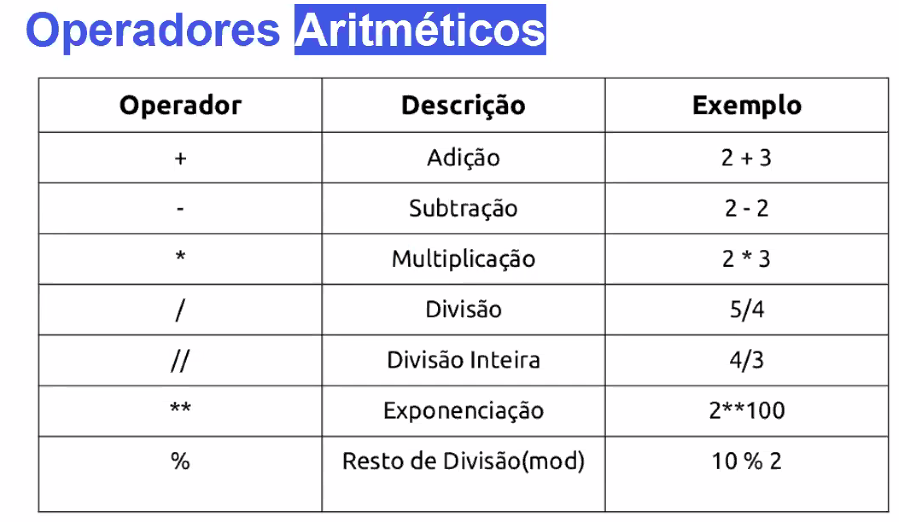 Operadores Aritméticos
Operador Descrição Exemplo
+ Adição 2 + 3
- Subtração 2 - 2
* Multiplicação 2 * 3
/ Divisão 5/4
// Divisão Inteira 4/3
** Exponenciação 2**100
% Resto de Divisão(mod) 10 % 2